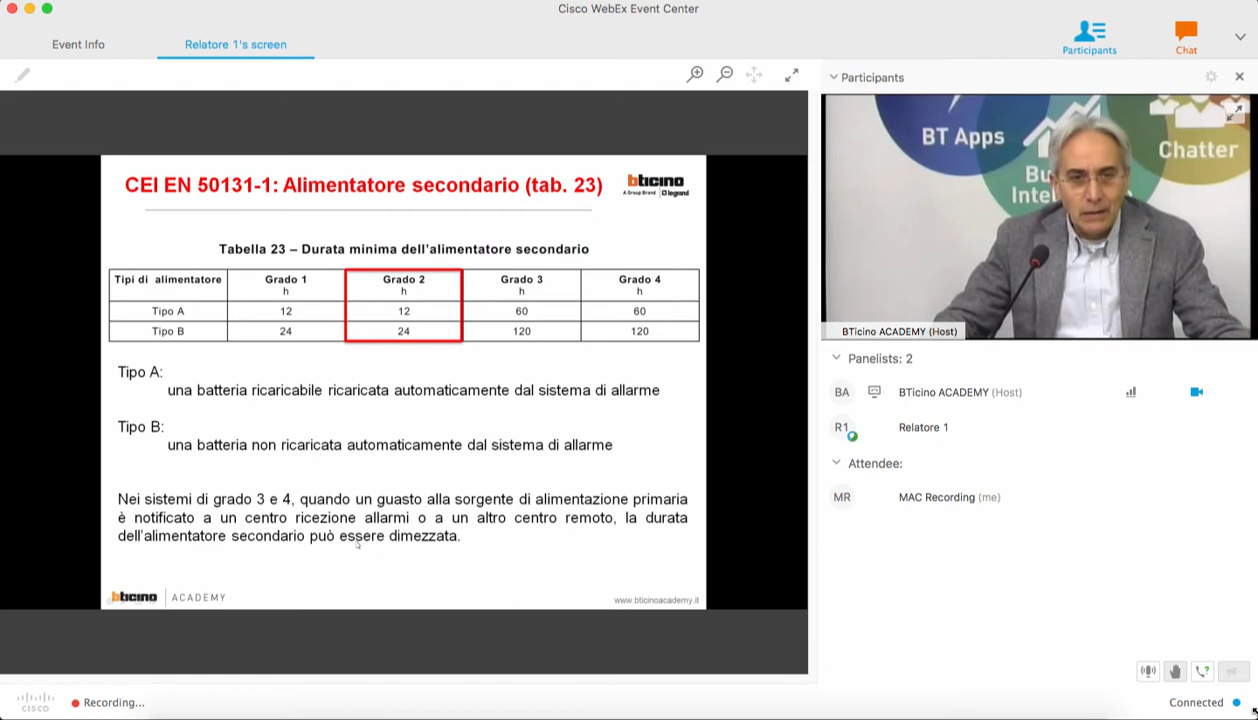 Cisco WebEx Event Center
Event Info
Relatore 1's screen
Participants
Chat
Participants
CEI EN 50131-1: Alimentatore secondario (tab. 23)
bticino
A Group Brand | legrand
Tabella 23 – Durata minima dell'alimentatore secondario
Tipi di alimentatore Grado 1 h Grado 2 h Grado 3 h Grado 4 h
Tipo A 12 12 60 60
Tipo B 24 24 120 120
Tipo A:
una batteria ricaricabile ricaricata automaticamente dal sistema di allarme
Tipo B:
una batteria non ricaricata automaticamente dal sistema di allarme
Nei sistemi di grado 3 e 4, quando un guasto alla sorgente di alimentazione primaria
è notificato a un centro ricezione allarmi o a un altro centro remoto, la durata
dell'alimentatore secondario può essere dimezzata.
bticino ACADEMY
www.bticinoacademy.it
BT Apps
Chatter
BTicino ACADEMY (Host)
Panelists: 2
BA BTicino ACADEMY (Host)
R1 Relatore 1
Attendee:
MR MAC Recording (me)
CISCO
Recording...
Connected